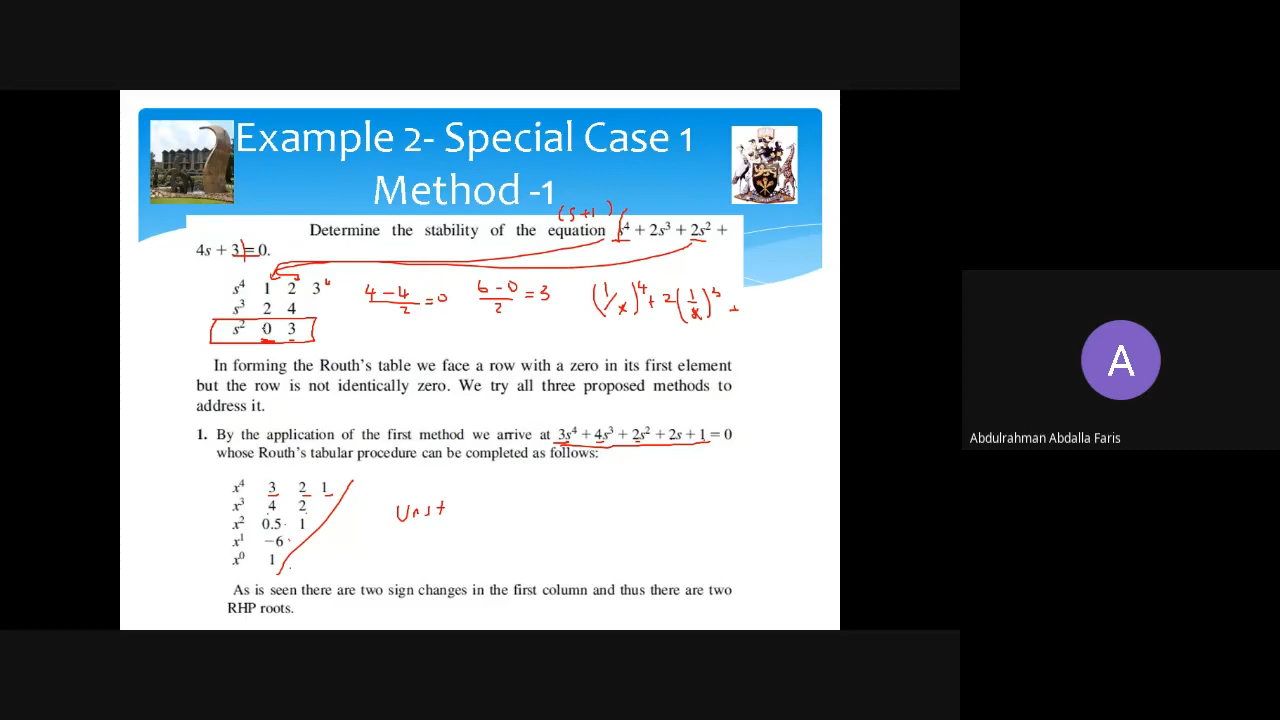 Example 2- Special Case 1
Method -1
(s+1)
Determine the stability of the equation s⁴ + 2s³ + 2s² +
4s + 3 = 0.
s⁴ 1 2 3
s³ 2 4
s² 0 3
4-4/2 = 0 6-0/2 = 3 (1/x)⁴ + 2(1/x)³ +
In forming the Routh's table we face a row with a zero in its first element
but the row is not identically zero. We try all three proposed methods to
address it.
1. By the application of the first method we arrive at 3s⁴ + 4s³ + 2s² + 2s + 1 = 0
whose Routh's tabular procedure can be completed as follows:
x⁴ 3 2 1
x³ 4 2
x² 0.5 1
x¹ −6
x⁰ 1
Unst
As is seen there are two sign changes in the first column and thus there are two
RHP roots.
A
Abdulrahman Abdalla Faris